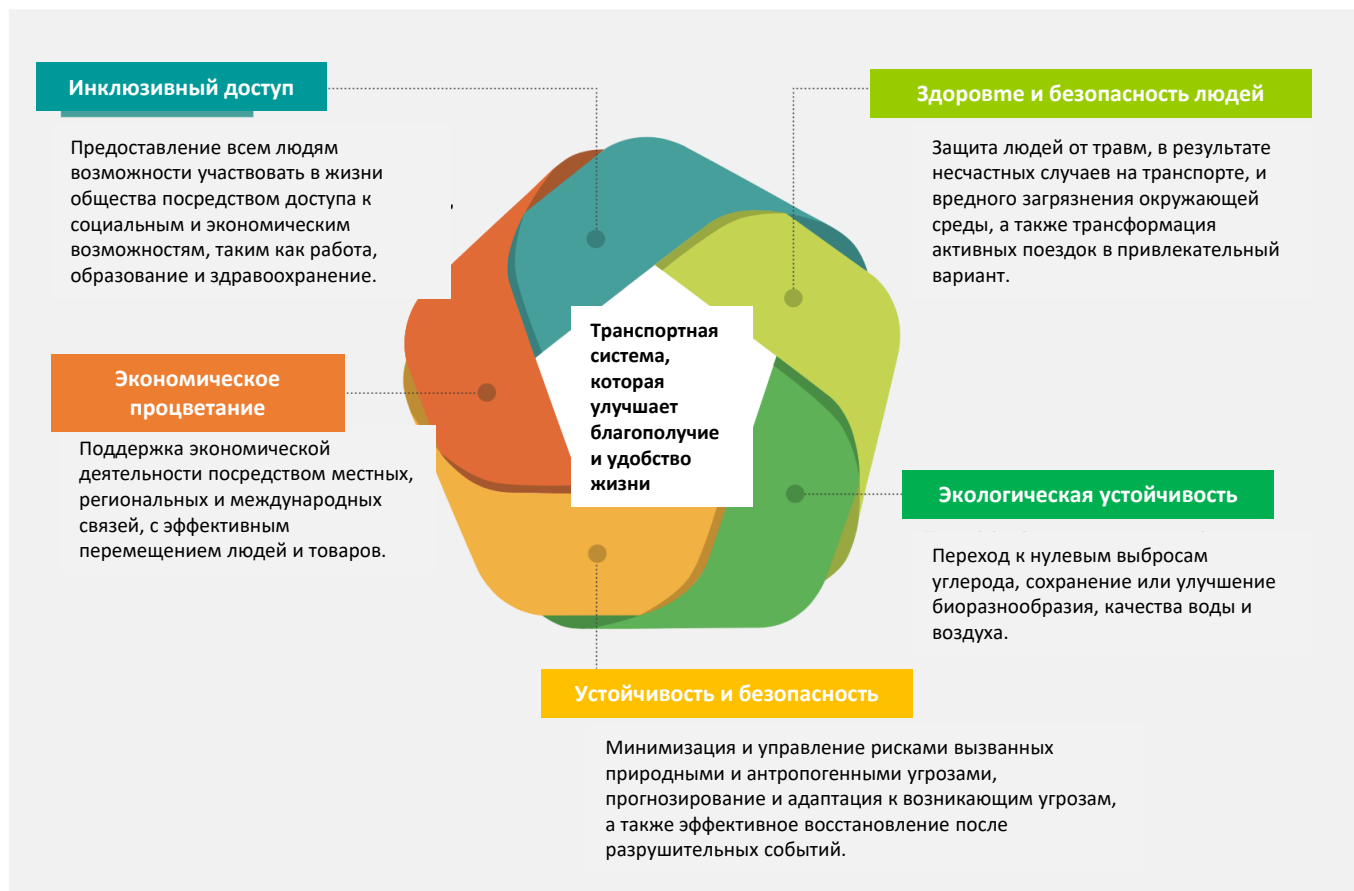 Инклюзивный доступ
Предоставление всем людям
возможности участвовать в жизни
общества посредством доступа к
социальным и экономическим
возможностям, таким как работа,
образование и здравоохранение.
Здоровте и безопасность людей
Защита людей от травм, в результате
несчастных случаев на транспорте, и
вредного загрязнения окружающей
среды, а также трансформация
активных поездок в привлекательный
вариант.
Транспортная
система,
которая
улучшает
благополучие
и удобство
жизни
Экономическое
процветание
Поддержка экономической
деятельности посредством местных,
региональных и международных
связей, с эффективным
перемещением людей и товаров.
Экологическая устойчивость
Переход к нулевым выбросам
углерода, сохранение или улучшение
биоразнообразия, качества воды и
воздуха.
Устойчивость и безопасность
Минимизация и управление рисками вызванных
природными и антропогенными угрозами,
прогнозирование и адаптация к возникающим угрозам,
а также эффективное восстановление после
разрушительных событий.